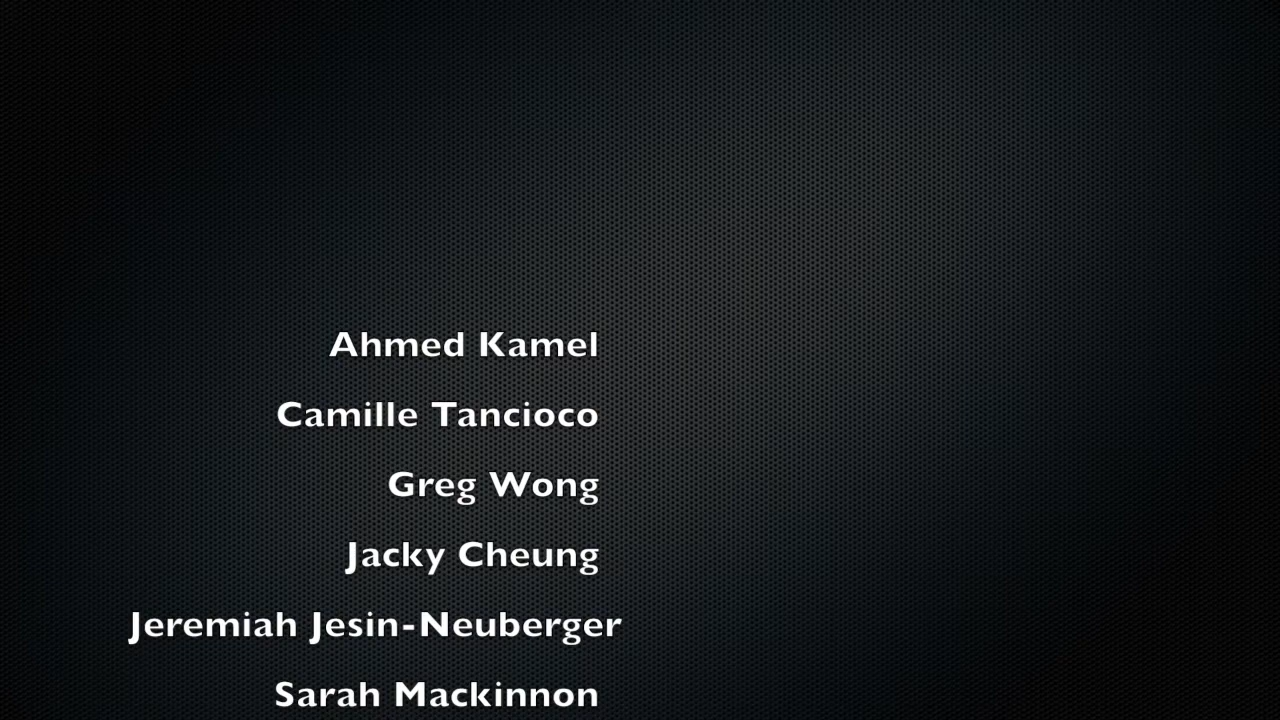 Ahmed Kamel
Camille Tancioco
Greg Wong
Jacky Cheung
Jeremiah Jesin-Neuberger
Sarah Mackinnon